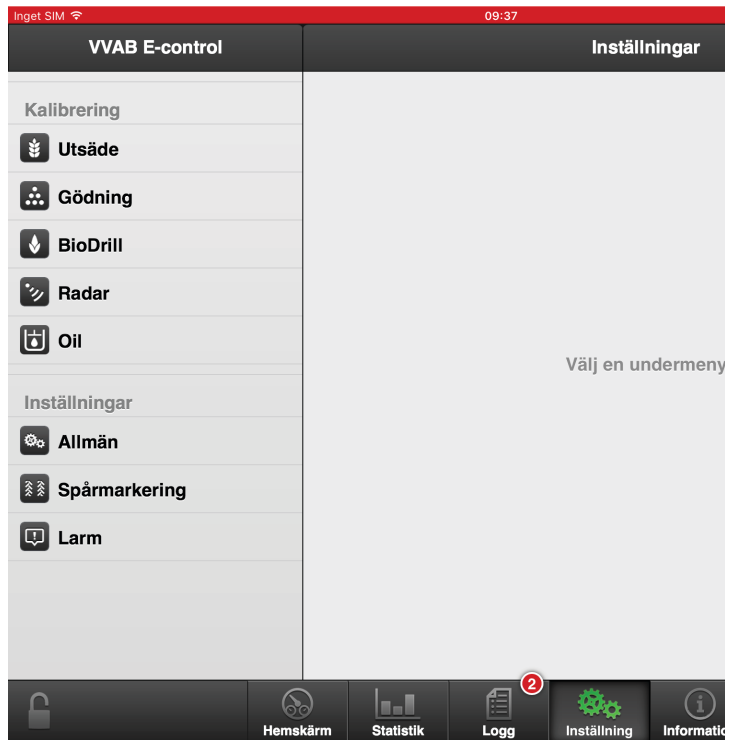 Inget SIM 09:37
VVAB E-control Inställningar
Kalibrering
Utsäde
Gödning
BioDrill
Radar
Oil
Inställningar
Allmän
Spårmarkering
Larm
Välj en undermeny
2
Hemskärm Statistik Logg Inställning Informatio